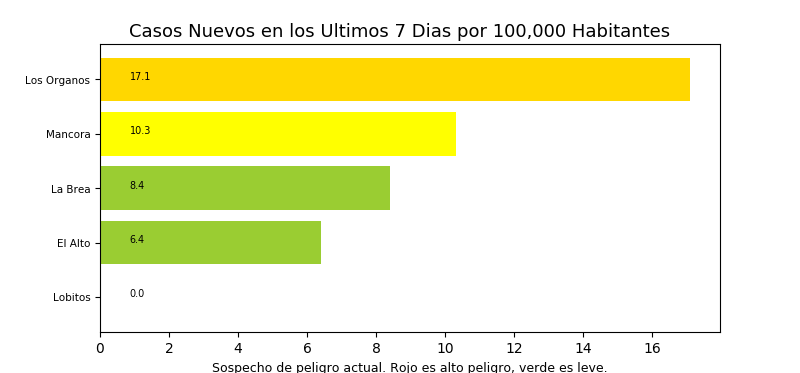 Casos Nuevos en los Ultimos 7 Dias por 100,000 Habitantes
Los Organos 17.1
Mancora 10.3
La Brea 8.4
El Alto 6.4
Lobitos 0.0
0 2 4 6 8 10 12 14 16
Sospecho de peligro actual. Rojo es alto peligro, verde es leve.